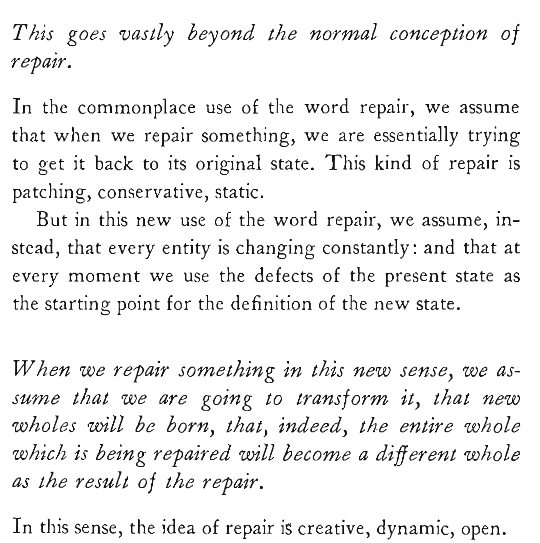 This goes vastly beyond the normal conception of
repair.
In the commonplace use of the word repair, we assume
that when we repair something, we are essentially trying
to get it back to its original state. This kind of repair is
patching, conservative, static.
But in this new use of the word repair, we assume, in-
stead, that every entity is changing constantly: and that at
every moment we use the defects of the present state as
the starting point for the definition of the new state.
When we repair something in this new sense, we as-
sume that we are going to transform it, that new
wholes will be born, that, indeed, the entire whole
which is being repaired will become a different whole
as the result of the repair.
In this sense, the idea of repair is creative, dynamic, open.